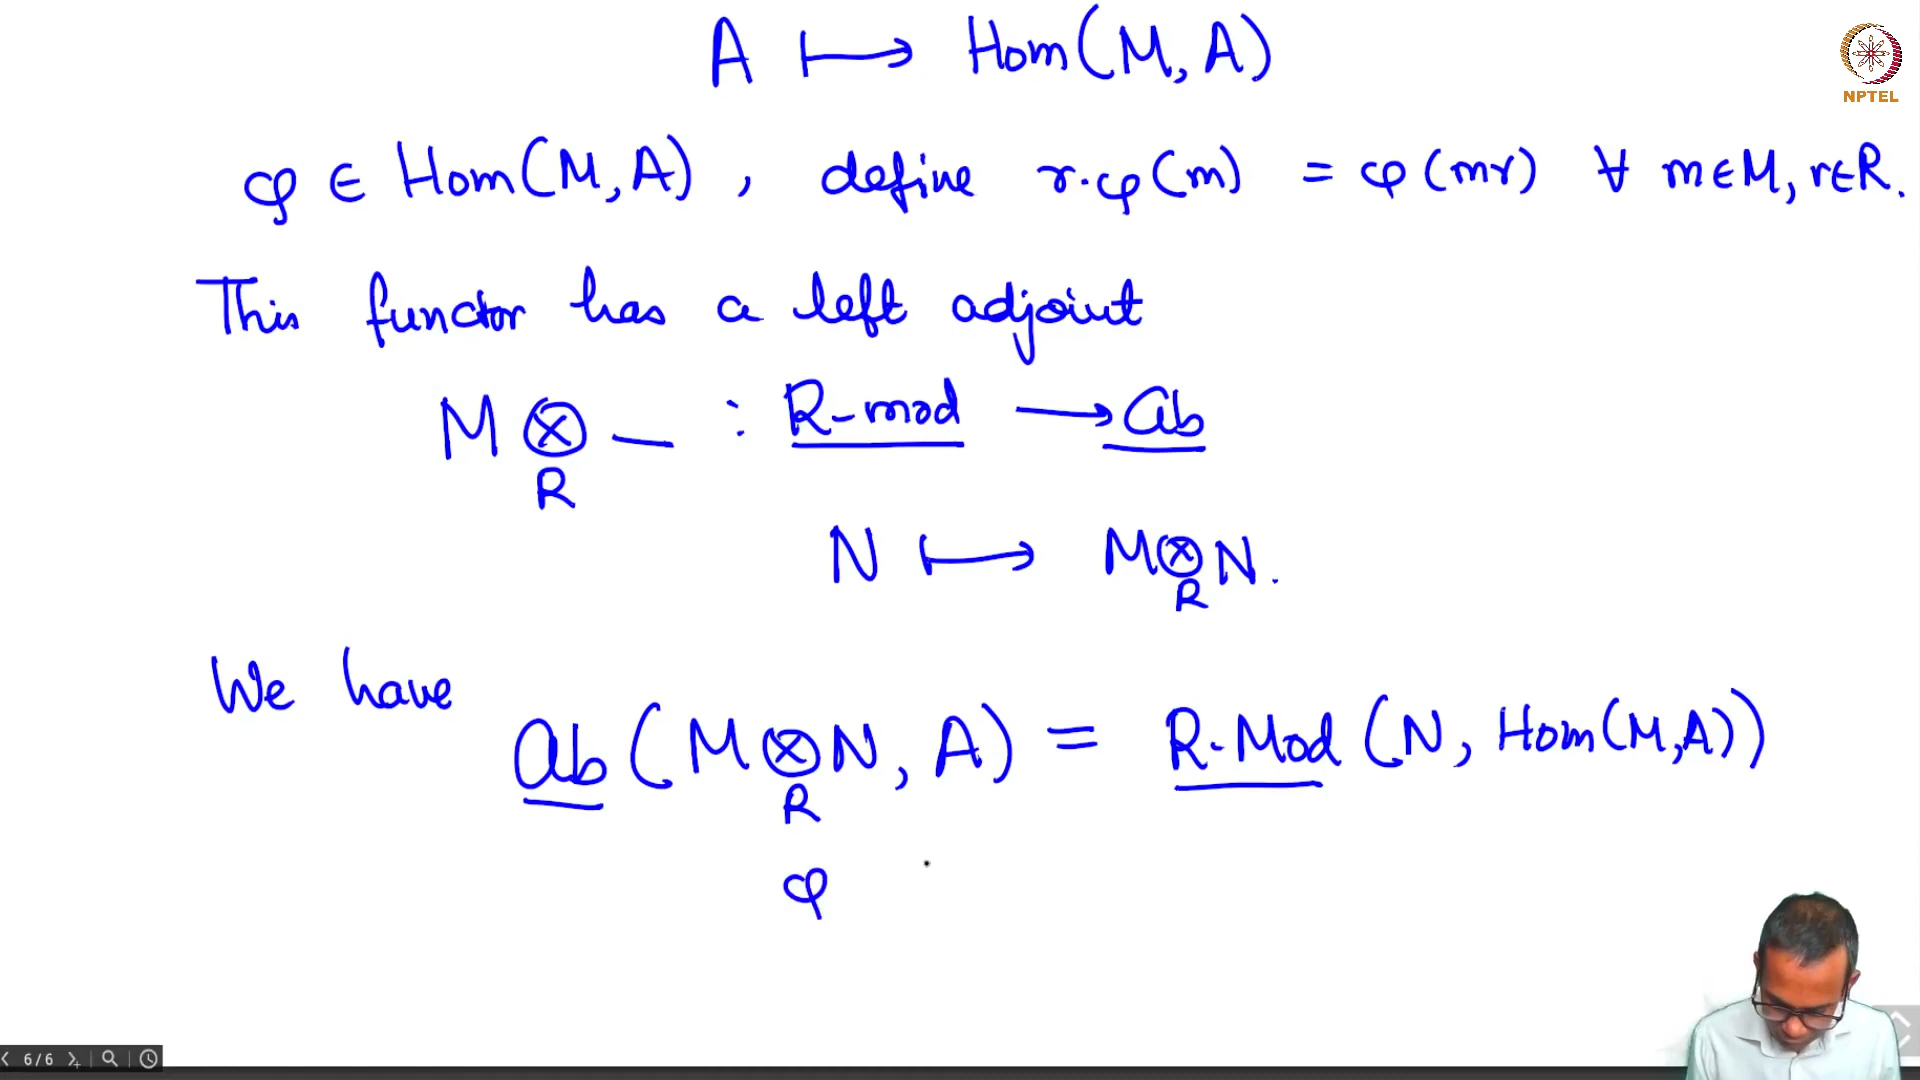 A ⟼ Hom(M, A)
NPTEL
φ ∈ Hom(M, A) , define r·φ(m) = φ(mr) ∀ m∈M, r∈R.
This functor has a left adjoint
M ⊗_R — : R-mod ⟶ Ab
N ⟼ M⊗_R N.
We have
Ab(M⊗_R N, A) = R-Mod(N, Hom(M,A))
φ
6/6